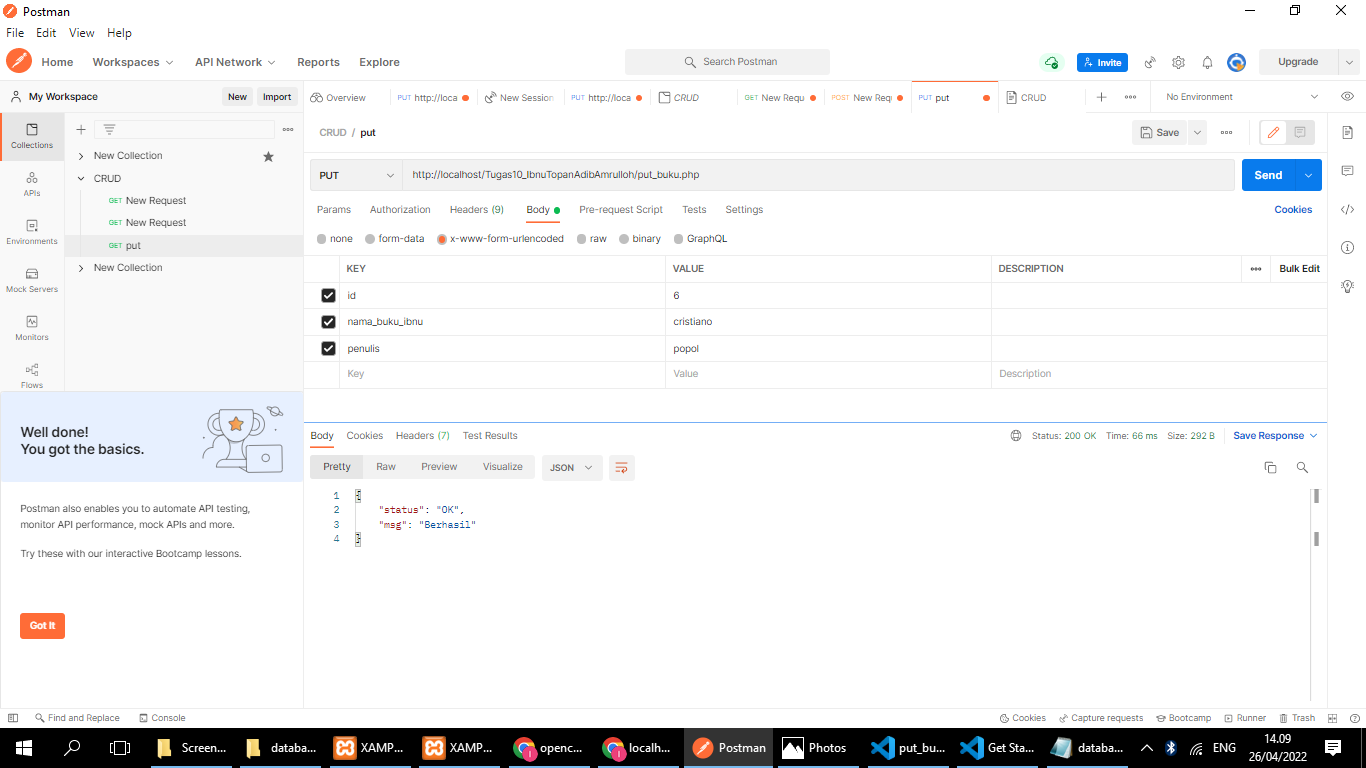 Postman
File Edit View Help
Home Workspaces API Network Reports Explore Search Postman Invite Upgrade
My Workspace New Import
Overview PUT http://loca New Session PUT http://loca CRUD GET New Requ POST New Requ PUT put CRUD No Environment
Collections
APIs
Environments
Mock Servers
Monitors
Flows
New Collection
CRUD
GET New Request
GET New Request
GET put
New Collection
CRUD / put Save
PUT http://localhost/Tugas10_IbnuTopanAdibAmrulloh/put_buku.php Send
Params Authorization Headers (9) Body Pre-request Script Tests Settings Cookies
none form-data x-www-form-urlencoded raw binary GraphQL
KEY VALUE DESCRIPTION Bulk Edit
id 6
nama_buku_ibnu cristiano
penulis popol
Key Value Description
Well done!
You got the basics.
Postman also enables you to automate API testing,
monitor API performance, mock APIs and more.
Try these with our interactive Bootcamp lessons.
Got It
Body Cookies Headers (7) Test Results Status: 200 OK Time: 66 ms Size: 292 B Save Response
Pretty Raw Preview Visualize JSON
1 {
2 "status": "OK",
3 "msg": "Berhasil"
4 }
Find and Replace Console Cookies Capture requests Bootcamp Runner Trash
Screen... databa... XAMP... XAMP... openc... localh... Postman Photos put_bu... Get Sta... databa... ENG
14.09
26/04/2022